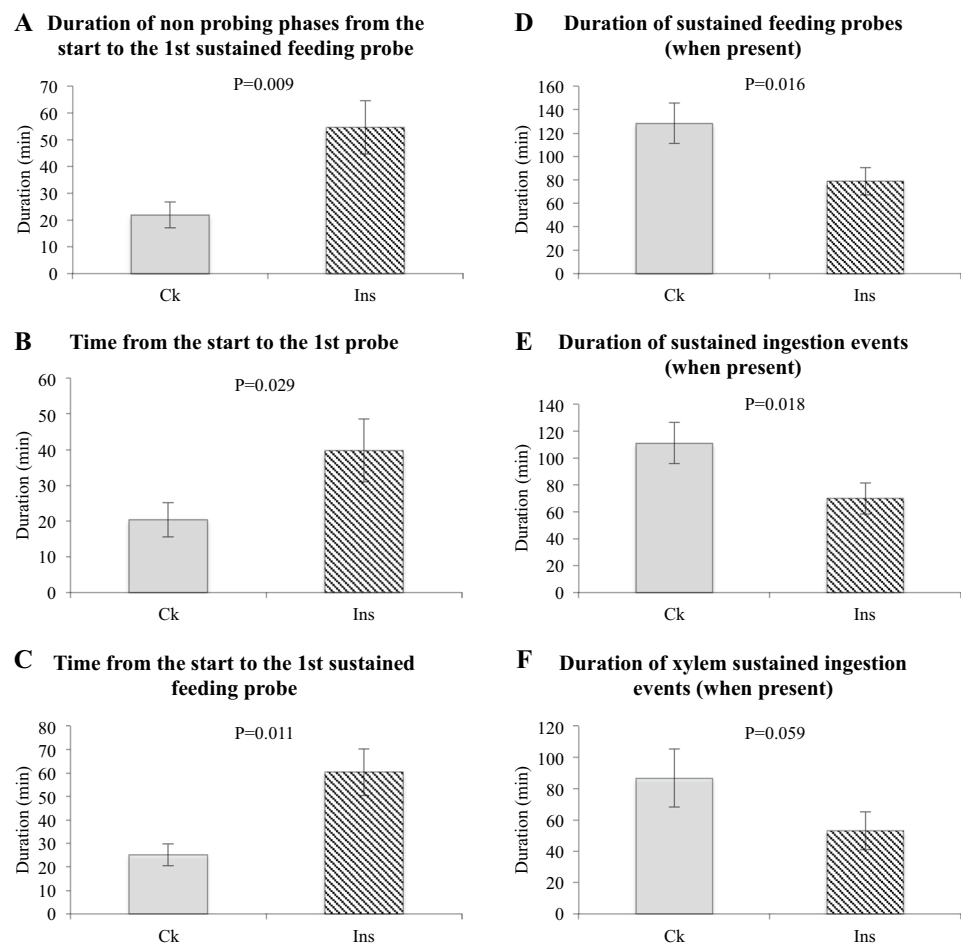 A Duration of non probing phases from the
start to the 1st sustained feeding probe
P=0.009
70
60
50
40
30
20
10
0
Duration (min)
Ck Ins
B Time from the start to the 1st probe
P=0.029
60
50
40
30
20
10
0
Duration (min)
Ck Ins
C Time from the start to the 1st sustained
feeding probe
P=0.011
80
70
60
50
40
30
20
10
0
Duration (min)
Ck Ins
D Duration of sustained feeding probes
(when present)
P=0.016
160
140
120
100
80
60
40
20
0
Duration (min)
Ck Ins
E Duration of sustained ingestion events
(when present)
P=0.018
140
120
100
80
60
40
20
0
Duration (min)
Ck Ins
F Duration of xylem sustained ingestion
events (when present)
P=0.059
120
100
80
60
40
20
0
Duration (min)
Ck Ins